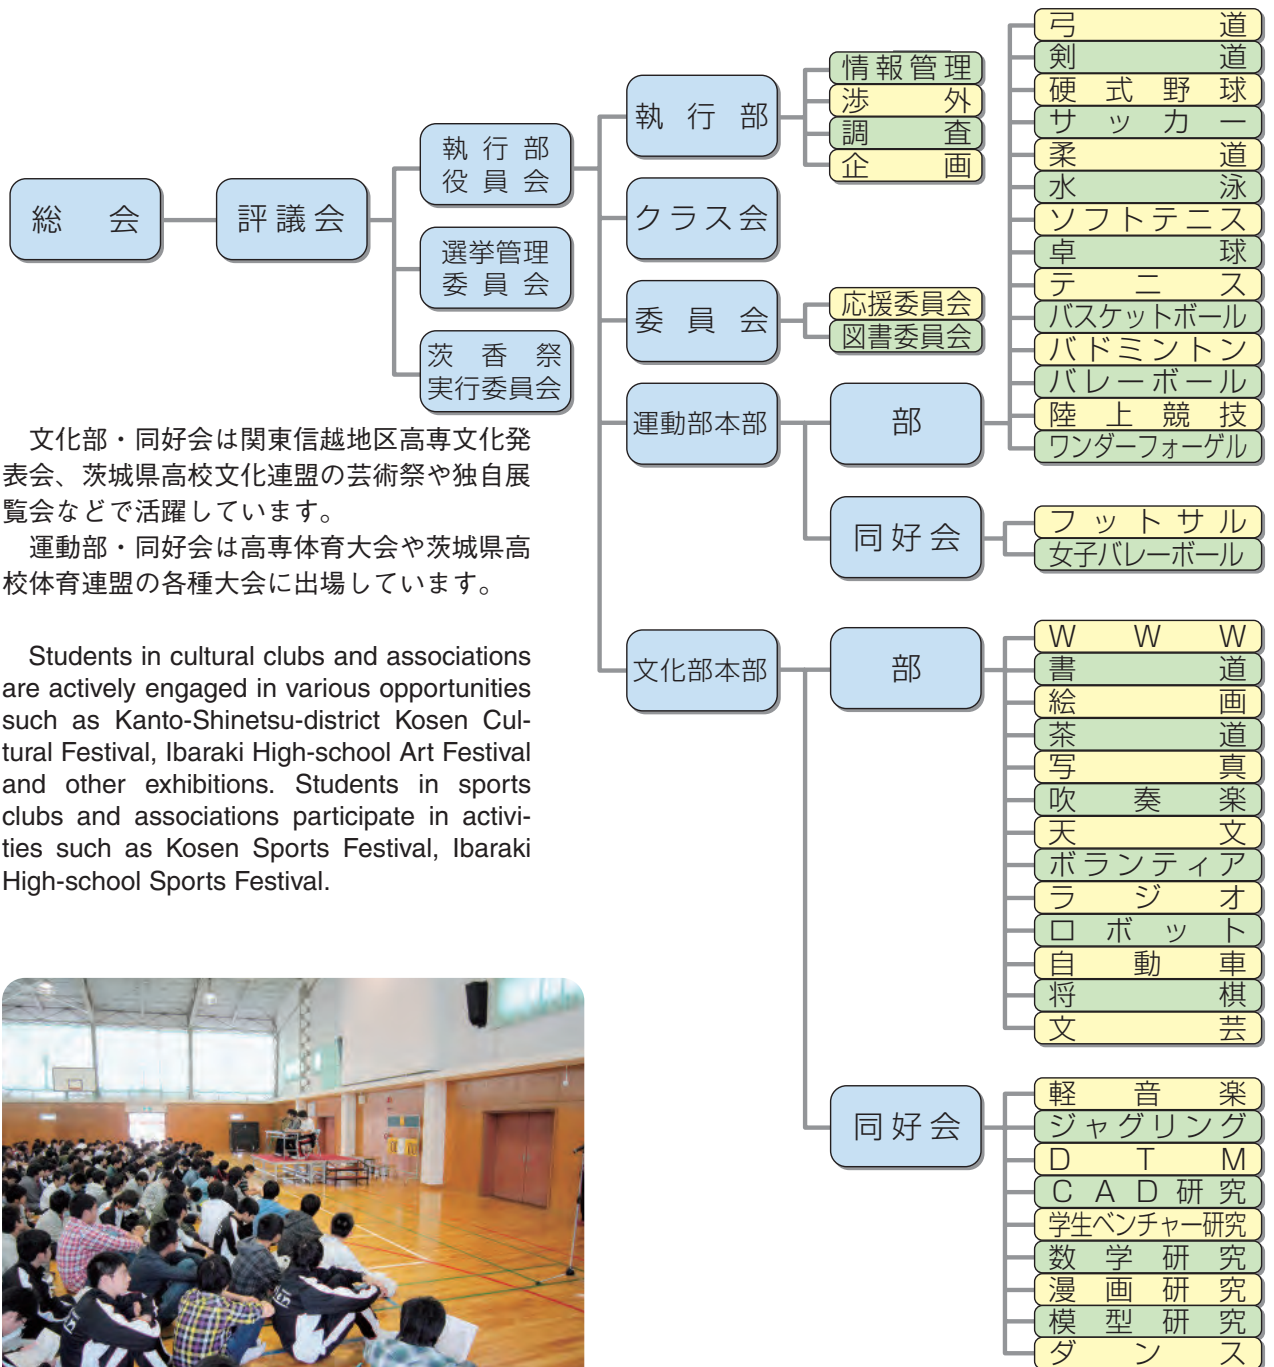 総会
評議会
執行部
役員会
選挙管理
委員会
茨香祭
実行委員会
執行部
情報管理
渉外
調査
企画
クラス会
委員会
応援委員会
図書委員会
運動部本部
部
弓道
剣道
硬式野球
サッカー
柔道
水泳
ソフトテニス
卓球
テニス
バスケットボール
バドミントン
バレーボール
陸上競技
ワンダーフォーゲル
同好会
フットサル
女子バレーボール
文化部本部
部
WWW
書道
絵画
茶道
写真
吹奏楽
天文
ボランティア
ラジオ
ロボット
自動車
将棋
文芸
同好会
軽音楽
ジャグリング
DTM
CAD研究
学生ベンチャー研究
数学研究
漫画研究
模型研究
ダンス
文化部・同好会は関東信越地区高専文化発
表会、茨城県高校文化連盟の芸術祭や独自展
覧会などで活躍しています。
運動部・同好会は高専体育大会や茨城県高
校体育連盟の各種大会に出場しています。
Students in cultural clubs and associations
are actively engaged in various opportunities
such as Kanto-Shinetsu-district Kosen Cul-
tural Festival, Ibaraki High-school Art Festival
and other exhibitions. Students in sports
clubs and associations participate in activi-
ties such as Kosen Sports Festival, Ibaraki
High-school Sports Festival.